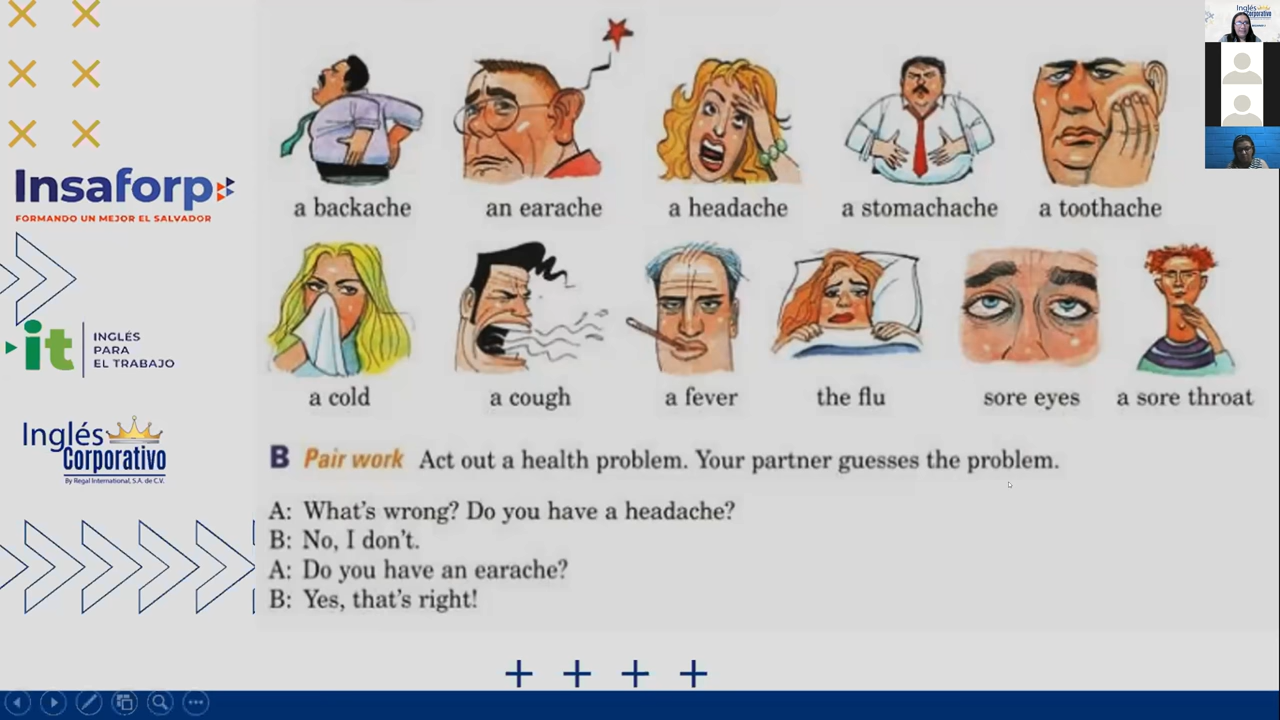 Inglés
Corporativo
Insaforp
FORMANDO UN MEJOR EL SALVADOR
it
INGLÉS
PARA
EL TRABAJO
Inglés
Corporativo
By Regal International, S.A. de C.V.
a backache
an earache
a headache
a stomachache
a toothache
a cold
a cough
a fever
the flu
sore eyes
a sore throat
B Pair work Act out a health problem. Your partner guesses the problem.
A: What's wrong? Do you have a headache?
B: No, I don't.
A: Do you have an earache?
B: Yes, that's right!